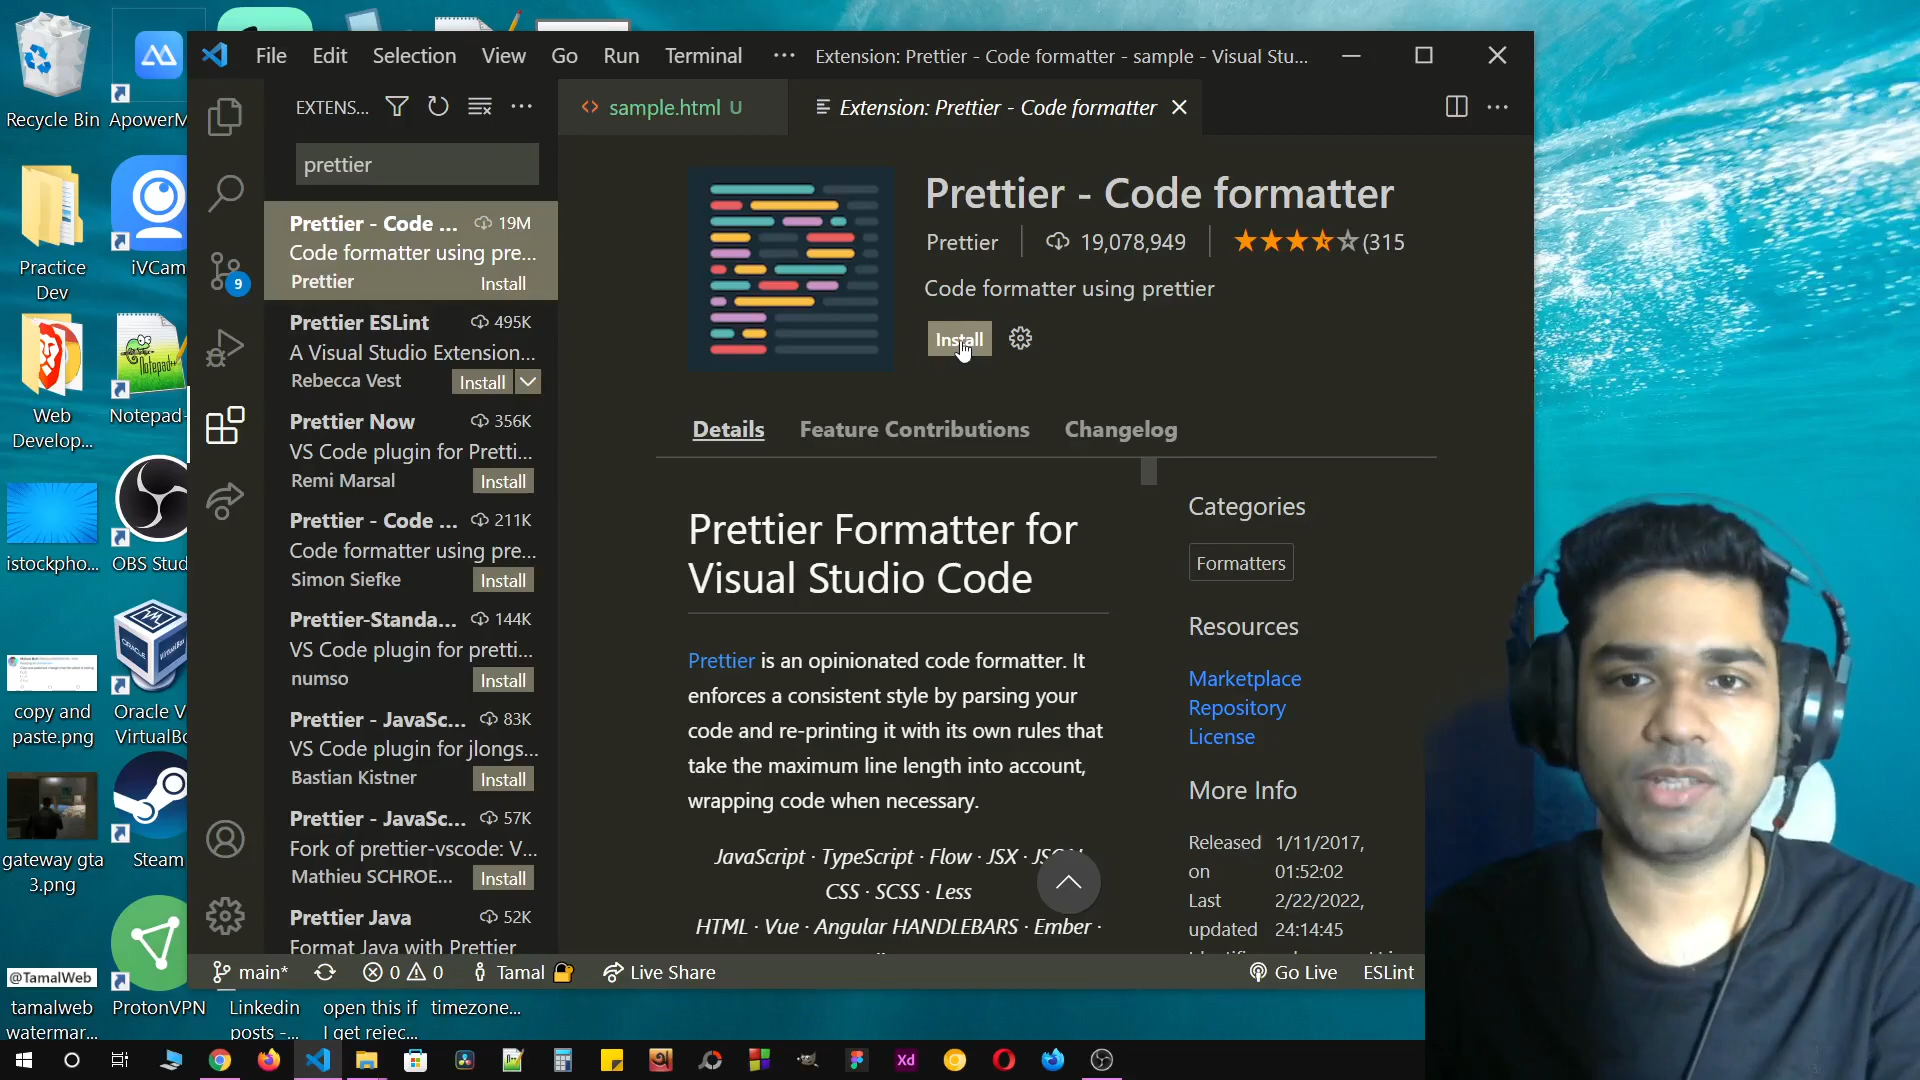 Recycle Bin
ApowerM
Practice
Dev
iVCam
Web
Develop...
Notepad-
istockpho...
OBS Stud
copy and
paste.png
Oracle V
VirtualBo
gateway gta
3.png
Steam
@TamalWeb
tamalweb
watermar...
ProtonVPN
Linkedin
posts -...
open this if
I get rejec...
timezone...
File Edit Selection View Go Run Terminal ··· Extension: Prettier - Code formatter - sample - Visual Stu...
EXTENS...
prettier
Prettier - Code ... 19M
Code formatter using pre...
Prettier Install
Prettier ESLint 495K
A Visual Studio Extension...
Rebecca Vest Install
Prettier Now 356K
VS Code plugin for Pretti...
Remi Marsal Install
Prettier - Code ... 211K
Code formatter using pre...
Simon Siefke Install
Prettier-Standa... 144K
VS Code plugin for pretti...
numso Install
Prettier - JavaSc... 83K
VS Code plugin for jlongs...
Bastian Kistner Install
Prettier - JavaSc... 57K
Fork of prettier-vscode: V...
Mathieu SCHROE... Install
Prettier Java 52K
Format Java with Prettier
9
sample.html U
Extension: Prettier - Code formatter
Prettier - Code formatter
Prettier 19,078,949 (315
Code formatter using prettier
Install
Details Feature Contributions Changelog
Prettier Formatter for
Visual Studio Code
Prettier is an opinionated code formatter. It
enforces a consistent style by parsing your
code and re-printing it with its own rules that
take the maximum line length into account,
wrapping code when necessary.
JavaScript · TypeScript · Flow · JSX · JSON
CSS · SCSS · Less
HTML · Vue · Angular HANDLEBARS · Ember ·
Categories
Formatters
Resources
Marketplace
Repository
License
More Info
Released 1/11/2017,
on 01:52:02
Last 2/22/2022,
updated 24:14:45
main* 0 0 Tamal Live Share Go Live ESLint
Xd